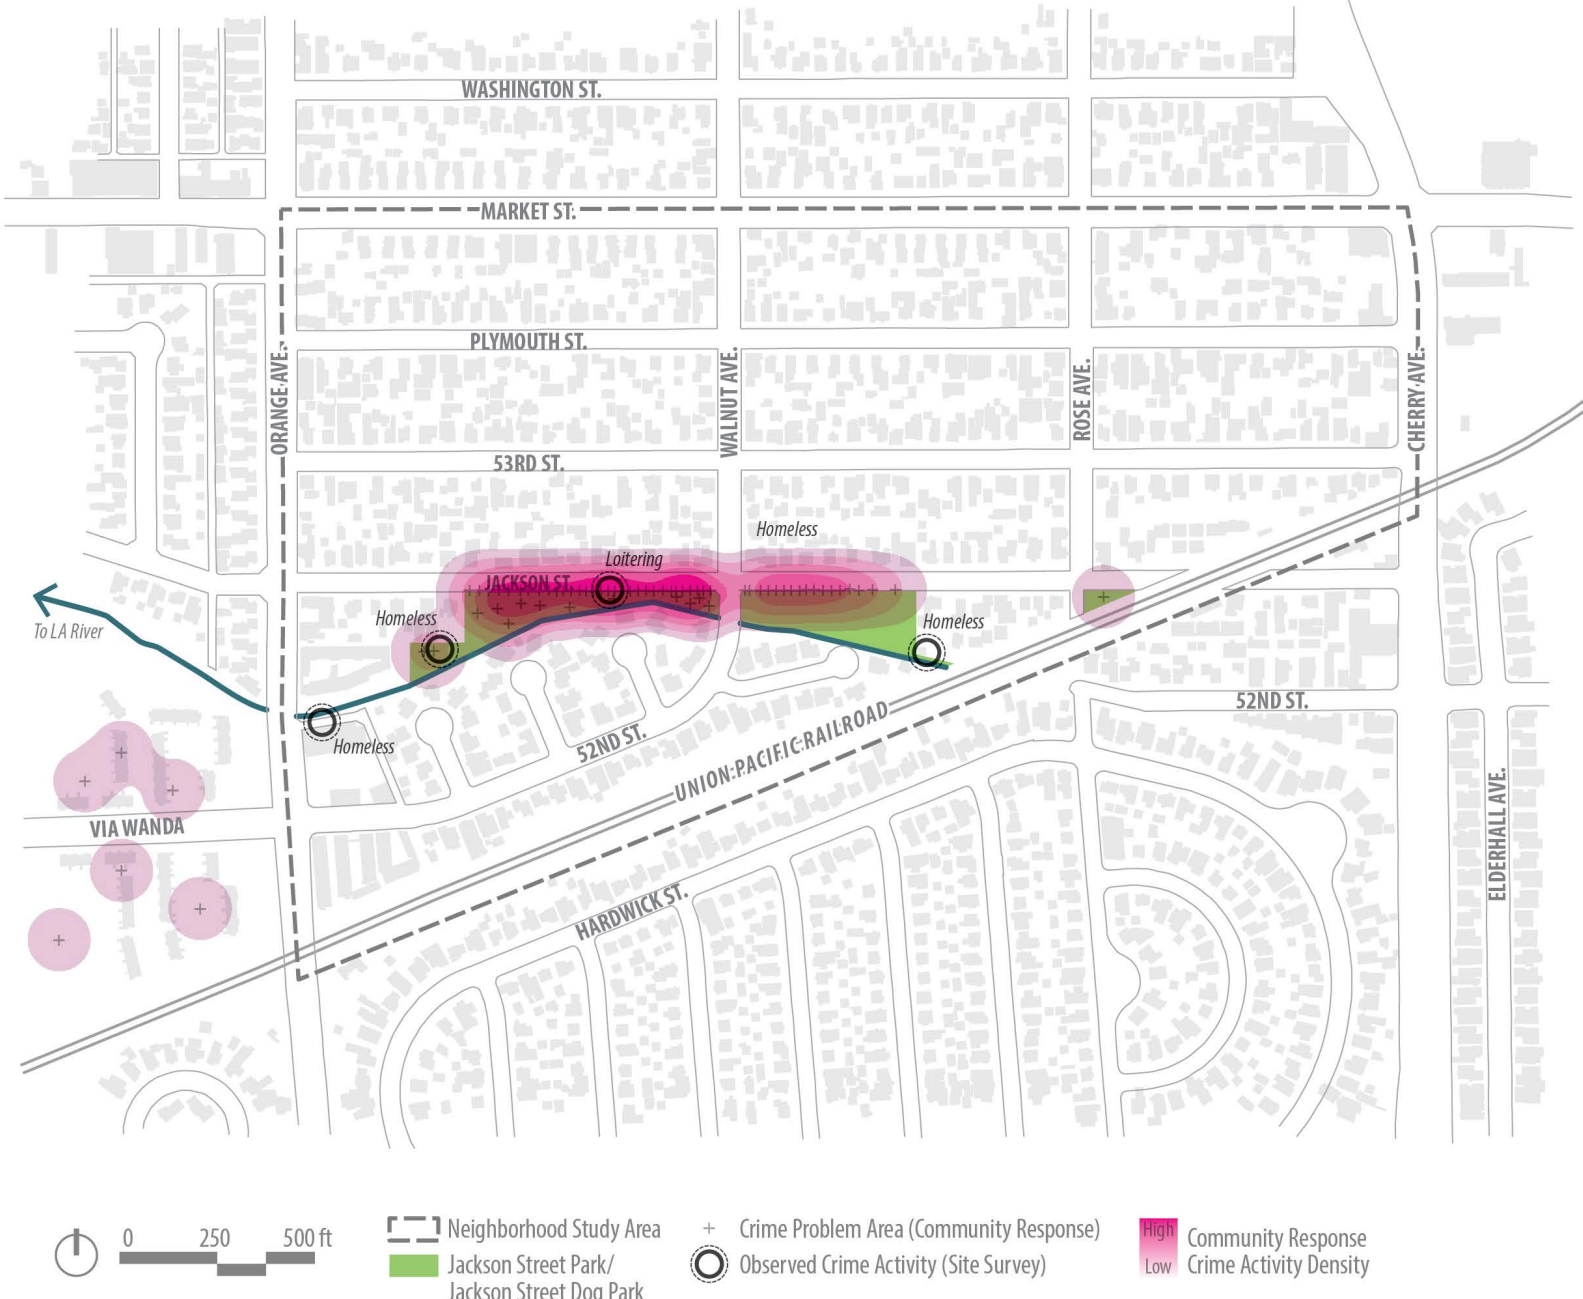 WASHINGTON ST.
MARKET ST.
PLYMOUTH ST.
ORANGE AVE.
WALNUT AVE.
ROSE AVE.
CHERRY AVE.
53RD ST.
Homeless
Loitering
JACKSON ST.
To LA River
Homeless
Homeless
52ND ST.
Homeless
52ND ST.
UNION PACIFIC RAILROAD
VIA WANDA
ELDERHALL AVE.
HARDWICK ST.
0 250 500 ft
Neighborhood Study Area
Jackson Street Park/
Jackson Street Dog Park
Crime Problem Area (Community Response)
Observed Crime Activity (Site Survey)
High
Low
Community Response
Crime Activity Density